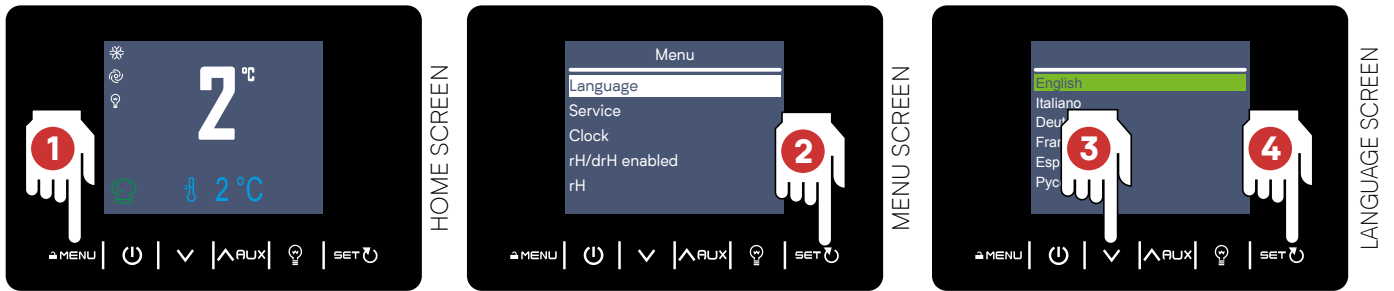 2°C
2 °C
1
MENU
AUX
SET
HOME SCREEN
Menu
Language
Service
Clock
rH/drH enabled
rH
2
MENU
AUX
SET
MENU SCREEN
English
Italiano
3
4
MENU
AUX
SET
LANGUAGE SCREEN